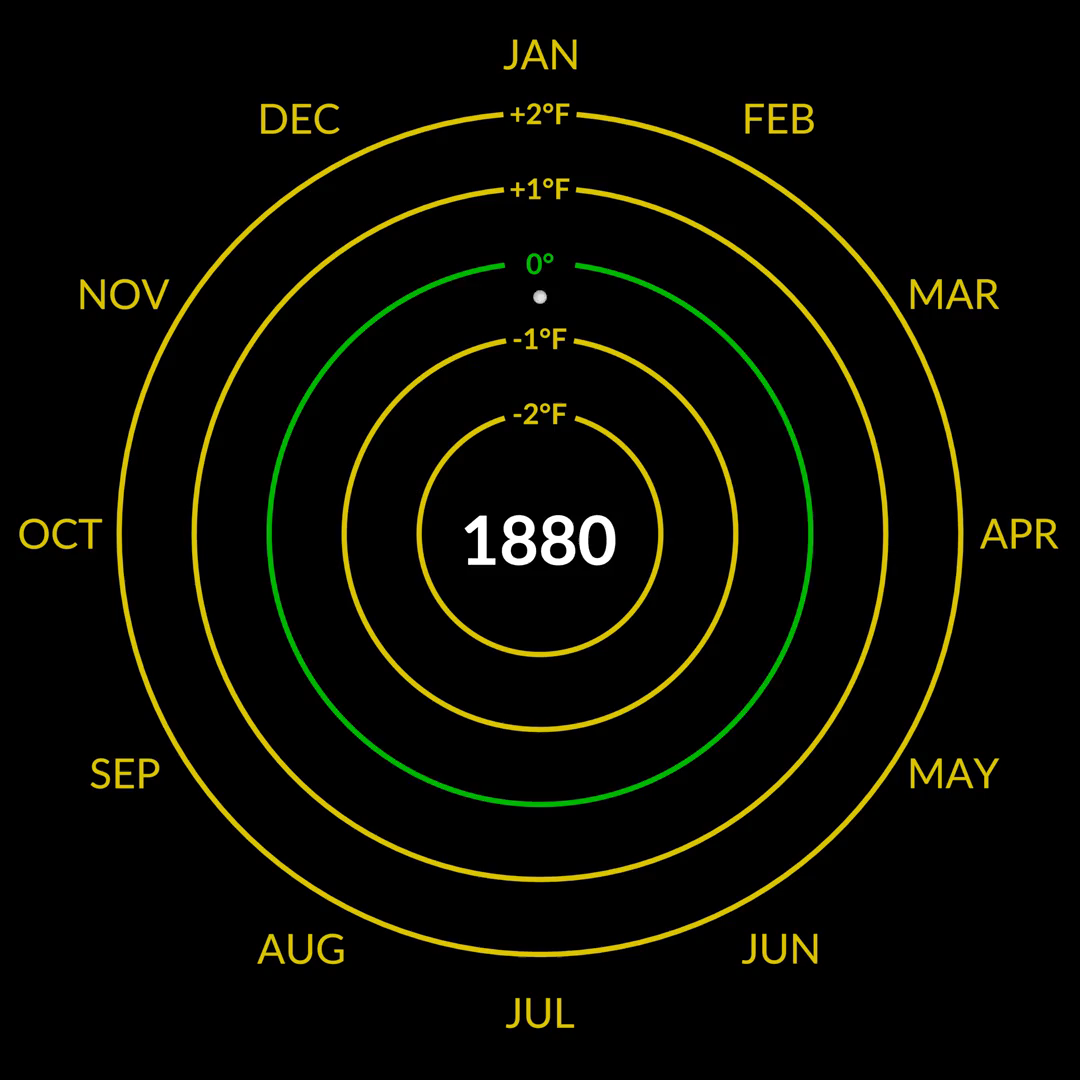 JAN
DEC +2°F FEB
+1°F
0°
NOV MAR
-1°F
-2°F
OCT 1880 APR
SEP MAY
AUG JUN
JUL